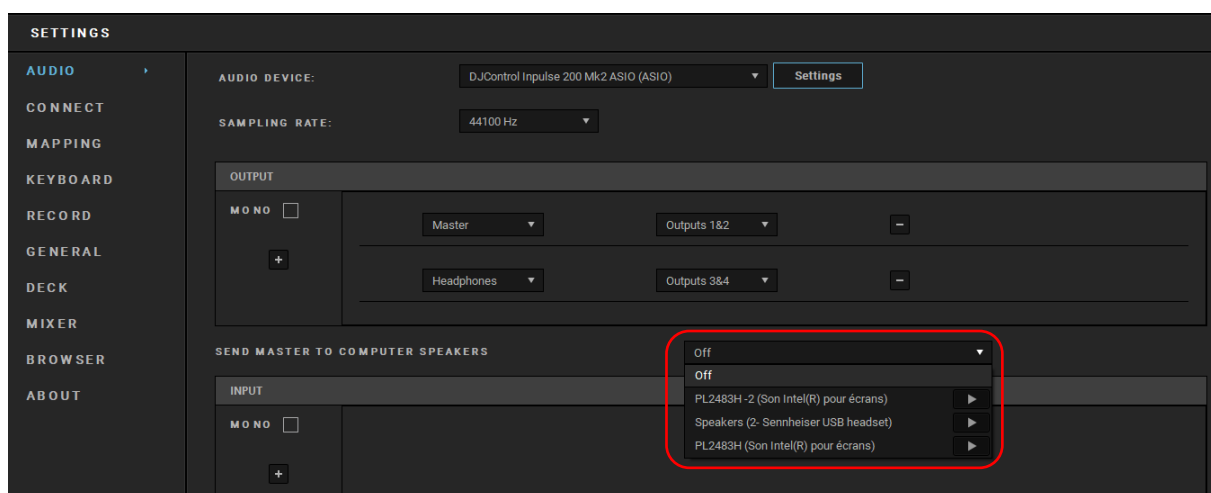 SETTINGS
AUDIO
CONNECT
MAPPING
KEYBOARD
RECORD
GENERAL
DECK
MIXER
BROWSER
ABOUT
AUDIO DEVICE: DJControl Inpulse 200 Mk2 ASIO (ASIO) Settings
SAMPLING RATE: 44100 Hz
OUTPUT
MONO
Master Outputs 1&2
Headphones Outputs 3&4
SEND MASTER TO COMPUTER SPEAKERS Off
Off
PL2483H -2 (Son Intel(R) pour écrans)
Speakers (2- Sennheiser USB headset)
PL2483H (Son Intel(R) pour écrans)
INPUT
MONO